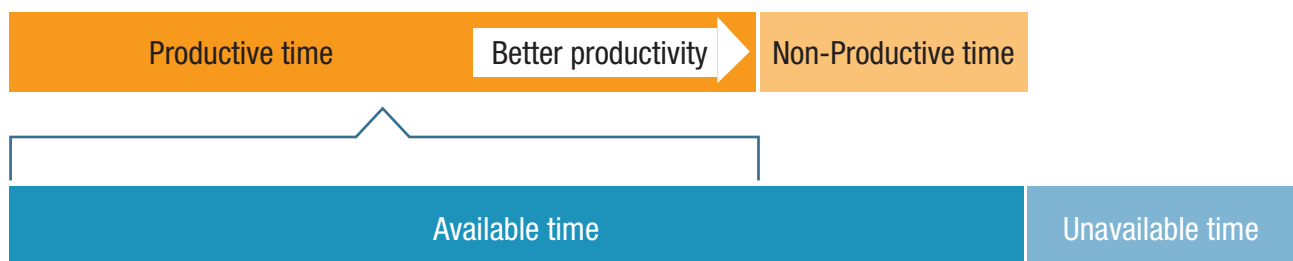 Productive time
Better productivity
Non-Productive time
Available time
Unavailable time